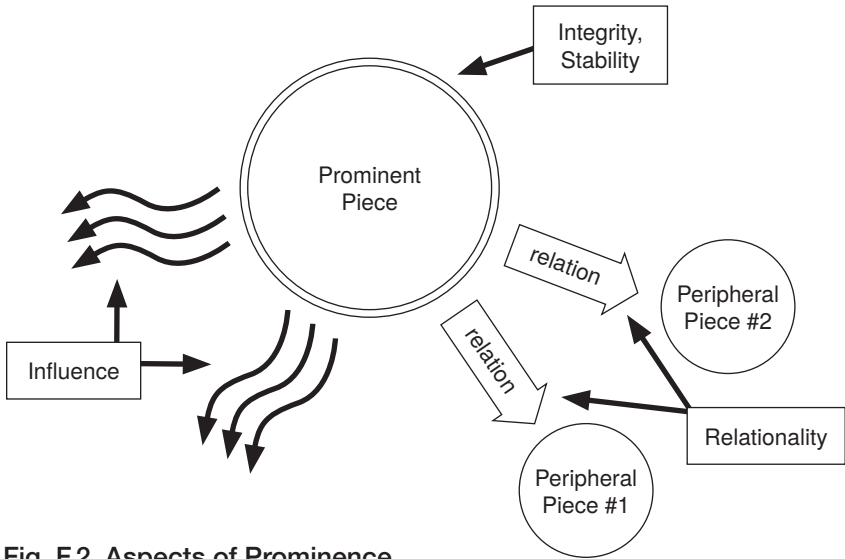 Integrity,
Stability
Prominent
Piece
relation
Peripheral
Piece #2
relation
Influence
Relationality
Peripheral
Piece #1
Fig. F.2. Aspects of Prominence